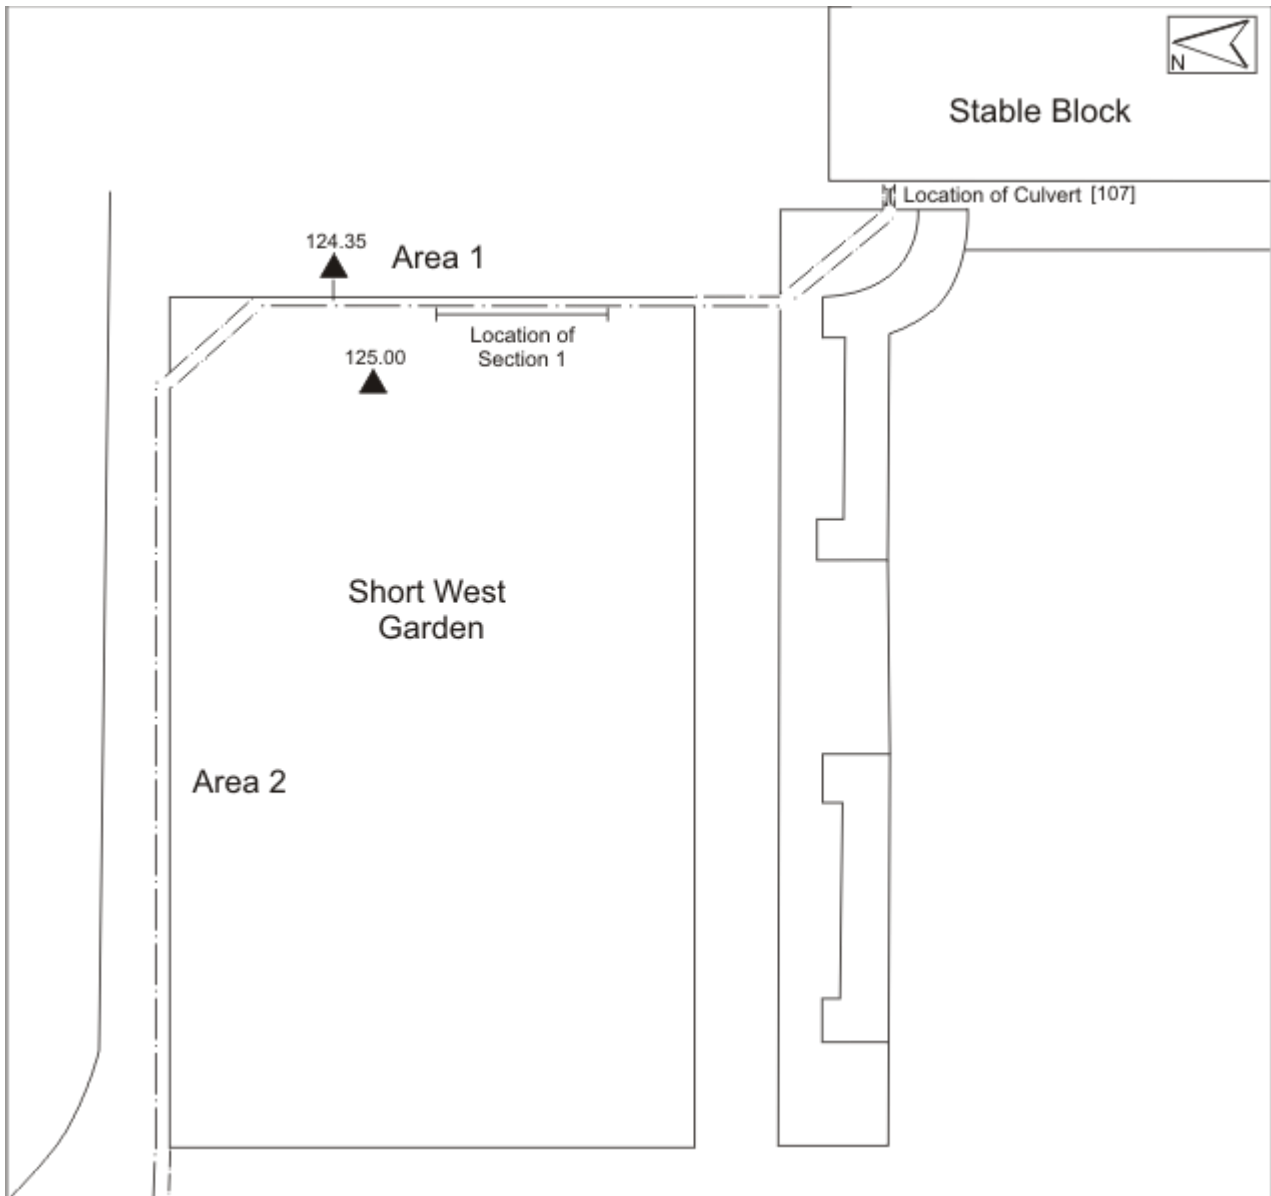 N
Stable Block
Location of Culvert [107]
124.35
Area 1
Location of
Section 1
125.00
Short West
Garden
Area 2